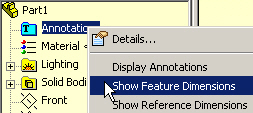 Part1
Annotatio
Material <
Lighting
Solid Bodi
Front
Details...
Display Annotations
Show Feature Dimensions
Show Reference Dimensions